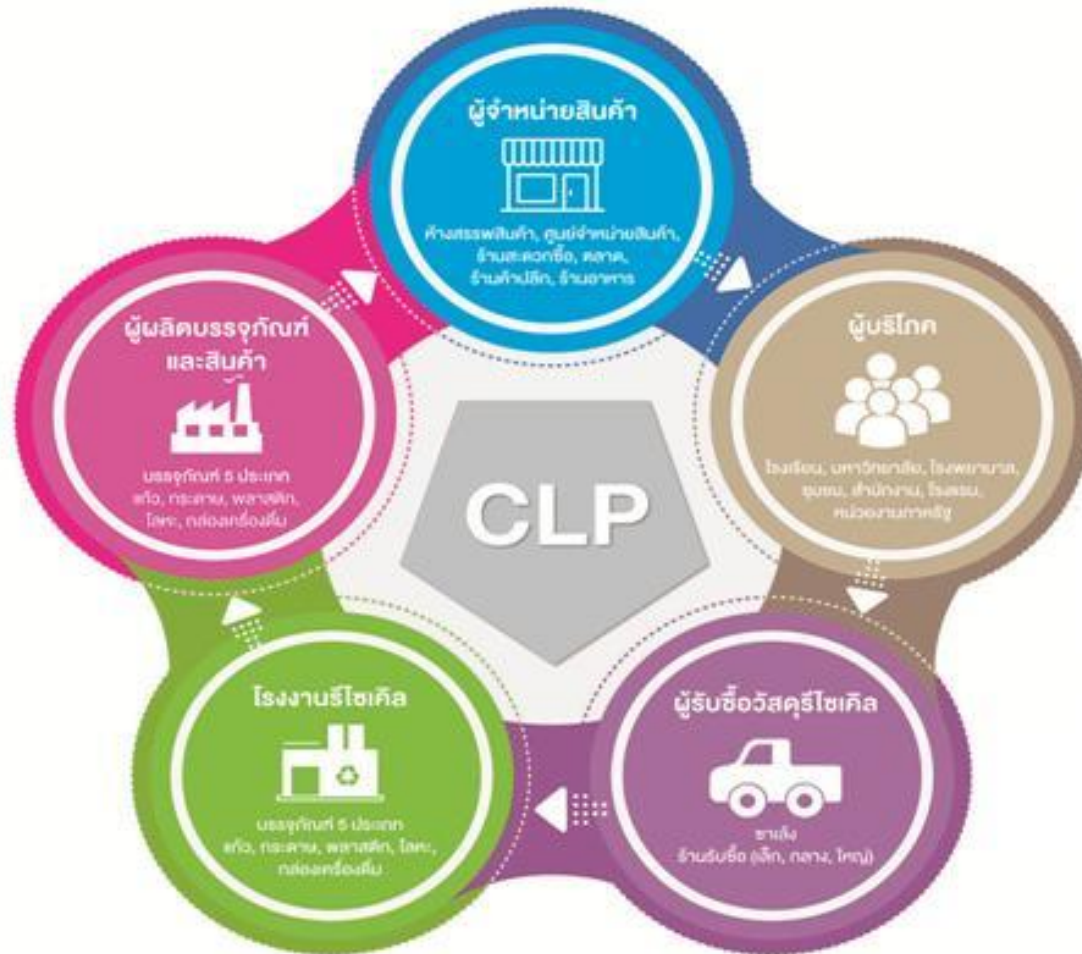 ผู้จำหน่ายสินค้า
ห้างสรรพสินค้า, ศูนย์จำหน่ายสินค้า,
ร้านสะดวกซื้อ, ตลาด,
ร้านค้าปลีก, ร้านอาหาร
ผู้บริโภค
โรงเรียน, มหาวิทยาลัย, โรงพยาบาล,
ชุมชน, สำนักงาน, โรงแรม,
หน่วยงานภาครัฐ
ผู้รับซื้อวัสดุรีไซเคิล
ซาเล้ง
ร้านรับซื้อ (เล็ก, กลาง, ใหญ่)
โรงงานรีไซเคิล
บรรจุภัณฑ์ 5 ประเภท
แก้ว, กระดาษ, พลาสติก, โลหะ,
กล่องเครื่องดื่ม
ผู้ผลิตบรรจุภัณฑ์
และสินค้า
บรรจุภัณฑ์ 5 ประเภท
แก้ว, กระดาษ, พลาสติก,
โลหะ, กล่องเครื่องดื่ม
CLP